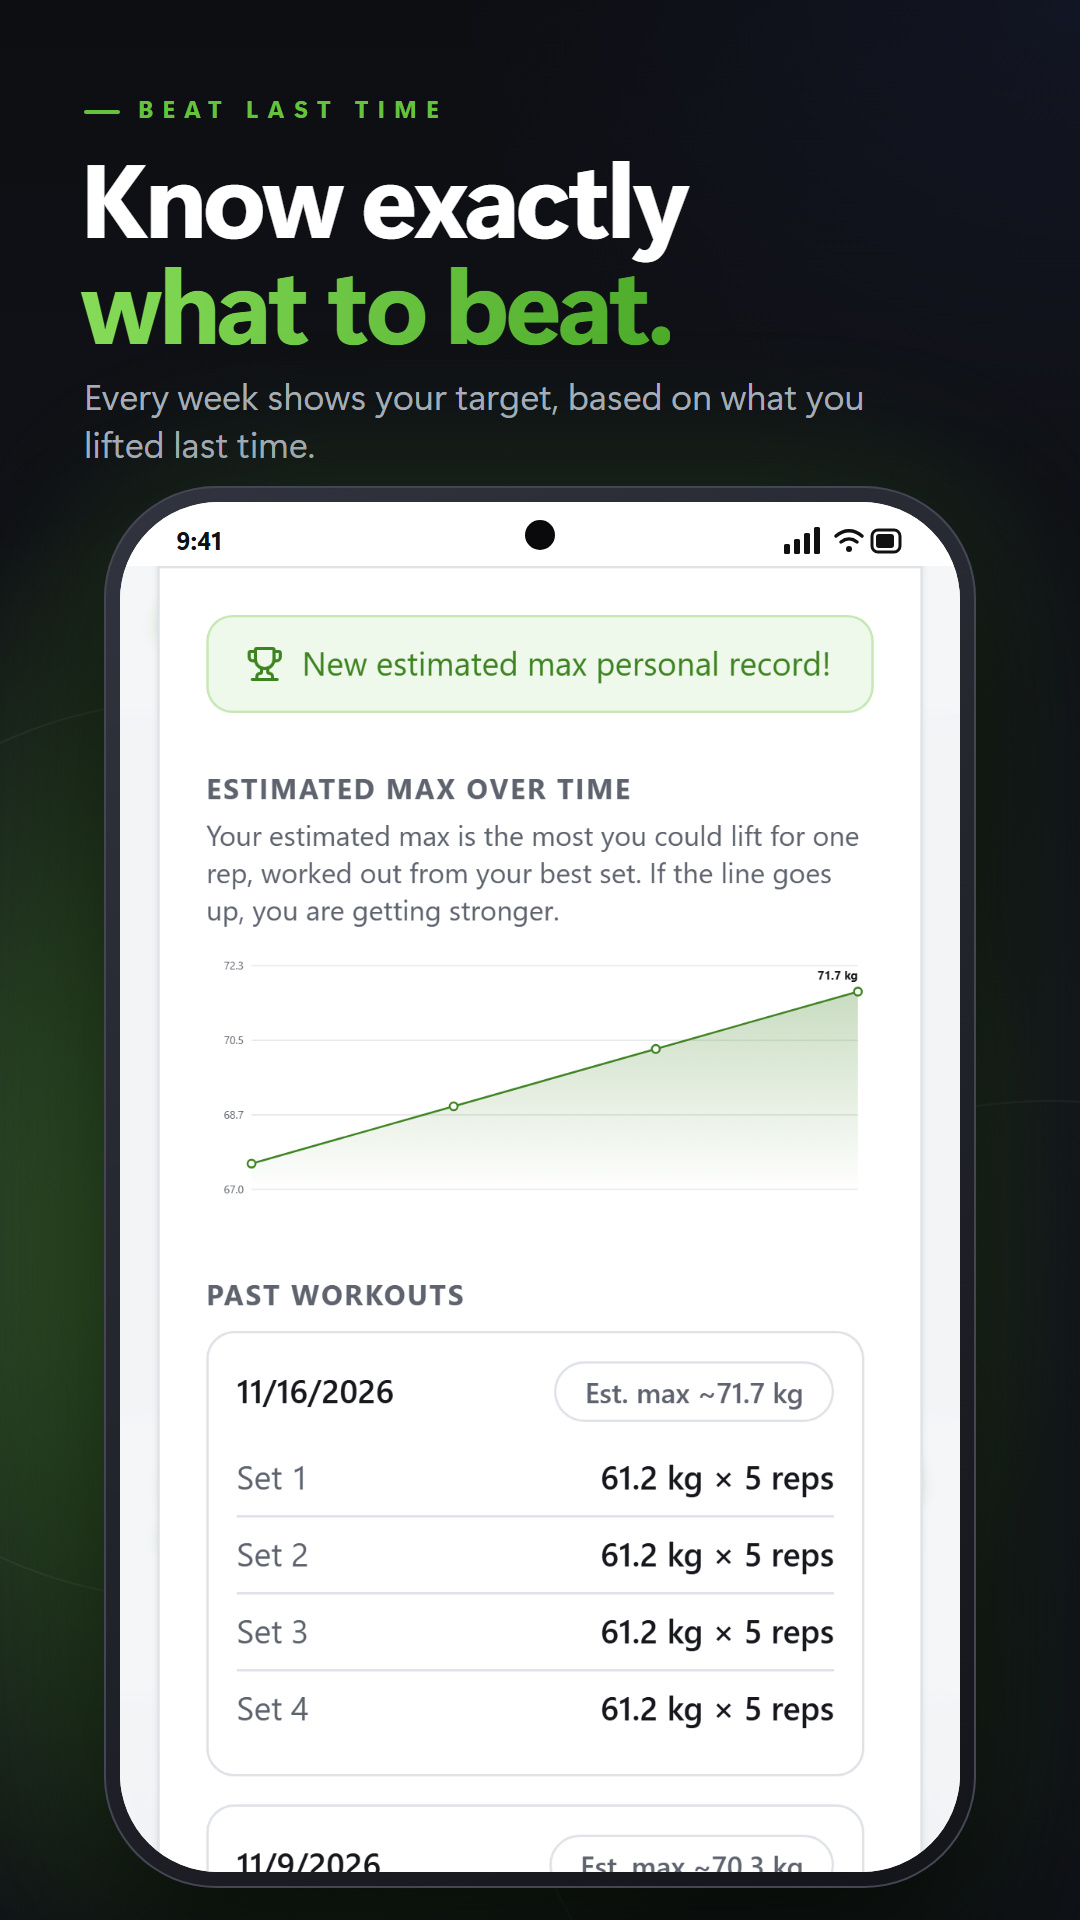 BEAT LAST TIME
Know exactly
what to beat.
Every week shows your target, based on what you
lifted last time.
9:41
New estimated max personal record!
ESTIMATED MAX OVER TIME
Your estimated max is the most you could lift for one
rep, worked out from your best set. If the line goes
up, you are getting stronger.
72.3
71.7 kg
70.5
68.7
67.0
PAST WORKOUTS
11/16/2026 Est. max ~71.7 kg
Set 1 61.2 kg × 5 reps
Set 2 61.2 kg × 5 reps
Set 3 61.2 kg × 5 reps
Set 4 61.2 kg × 5 reps
11/9/2026 Est. max ~70.3 kg